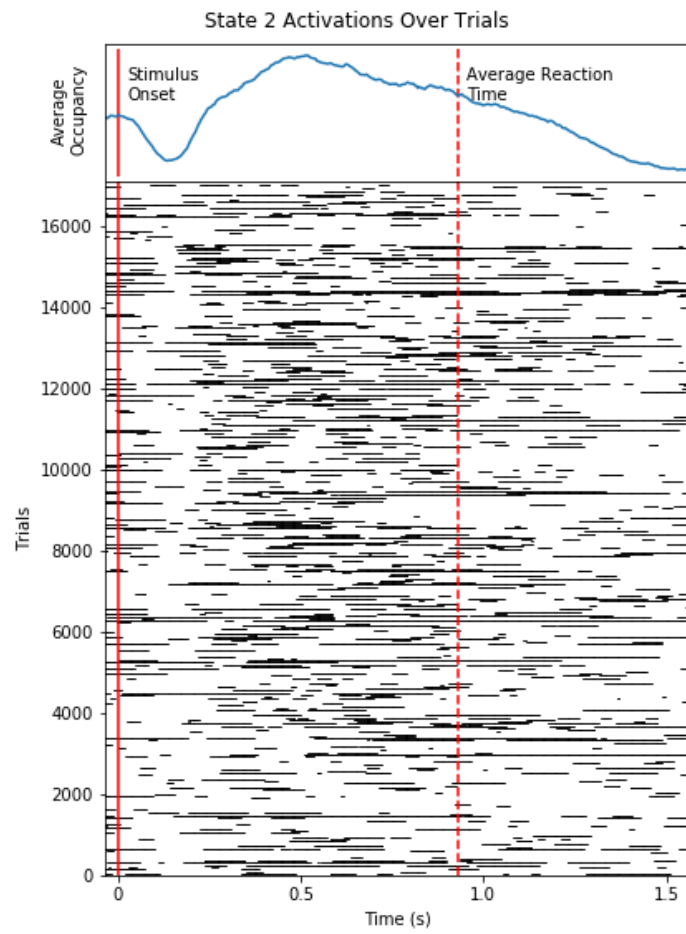 State 2 Activations Over Trials
Average
Occupancy
Stimulus
Onset
Average Reaction
Time
Trials
16000
14000
12000
10000
8000
6000
4000
2000
0
0
0.5
1.0
1.5
Time (s)